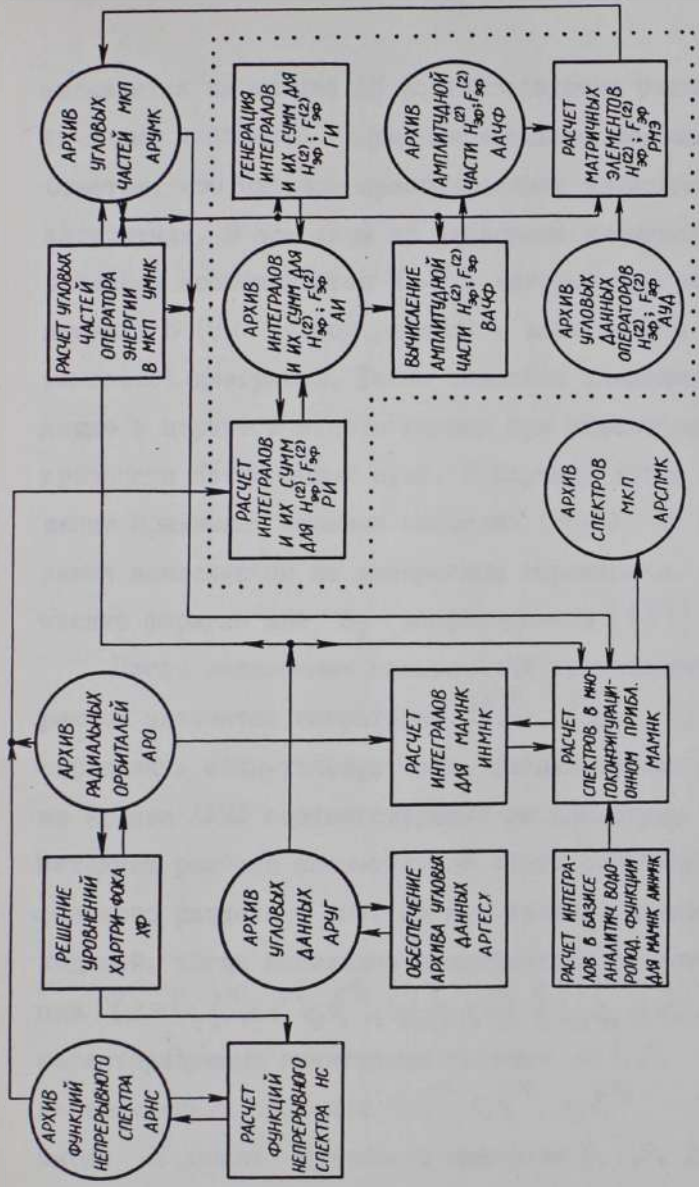 АРХИВ
ФУНКЦИЙ
НЕПРЕРЫВНОГО
СПЕКТРА
АРНС
РАСЧЕТ
ФУНКЦИЙ
НЕПРЕРЫВНОГО
СПЕКТРА НС
РЕШЕНИЕ
УРОВНЕНИЙ
ХАРТРИ-ФОКА
ХФ
АРХИВ
РАДИАЛЬНЫХ
ОРБИТАЛЕЙ
АРО
АРХИВ
УГЛОВЫХ
ДАННЫХ
АРУГ
ОБЕСПЕЧЕНИЕ
АРХИВА УГЛОВЫХ
ДАННЫХ
АРГЕСХ
РАСЧЕТ
ИНТЕГРАЛОВ
ДЛЯ МАМНК
ИНМНК
РАСЧЕТ ИНТЕГРА-
ЛОВ В БАЗИСЕ
АНАЛИТИЧ. ВОДО-
РОПОД. ФУНКЦИИ
ДЛЯ МАМНК
РАСЧЕТ
СПЕКТРОВ В МНО-
ГОКОНФИГУРАЦИ-
ОННОМ ПРИБЛ.
МАМНК
АРХИВ
СПЕКТРОВ
МКП
АРСПМК
РАСЧЕТ УГЛОВЫХ
ЧАСТЕЙ
ОПЕРАТОРА
ЭНЕРГИИ
В МКП УМНК
АРХИВ
УГЛОВЫХ
ЧАСТЕЙ МКП
АРУМК
РАСЧЕТ
ИНТЕГРАЛОВ
И ИХ СУММ
ДЛЯ H⁽²⁾эф; F⁽²⁾эф
РИ
АРХИВ
ИНТЕГРАЛОВ
И ИХ СУММ ДЛЯ
H⁽²⁾эф; F⁽²⁾эф
АИ
ГЕНЕРАЦИЯ
ИНТЕГРАЛОВ
И ИХ СУММ ДЛЯ
H⁽²⁾эф; F⁽²⁾эф
ГИ
ВЫЧИСЛЕНИЕ
АМПЛИТУДНОЙ
ЧАСТИ H⁽²⁾эф; F⁽²⁾эф
ВАЧФ
АРХИВ
АМПЛИТУДНОЙ
ЧАСТИ H⁽²⁾эф; F⁽²⁾эф
ААЧФ
АРХИВ
УГЛОВЫХ
ДАННЫХ
ОПЕРАТОРОВ
H⁽²⁾эф; F⁽²⁾эф
АУД
РАСЧЕТ
МАТРИЧНЫХ
ЭЛЕМЕНТОВ
H⁽²⁾эф; F⁽²⁾эф
РМЭ